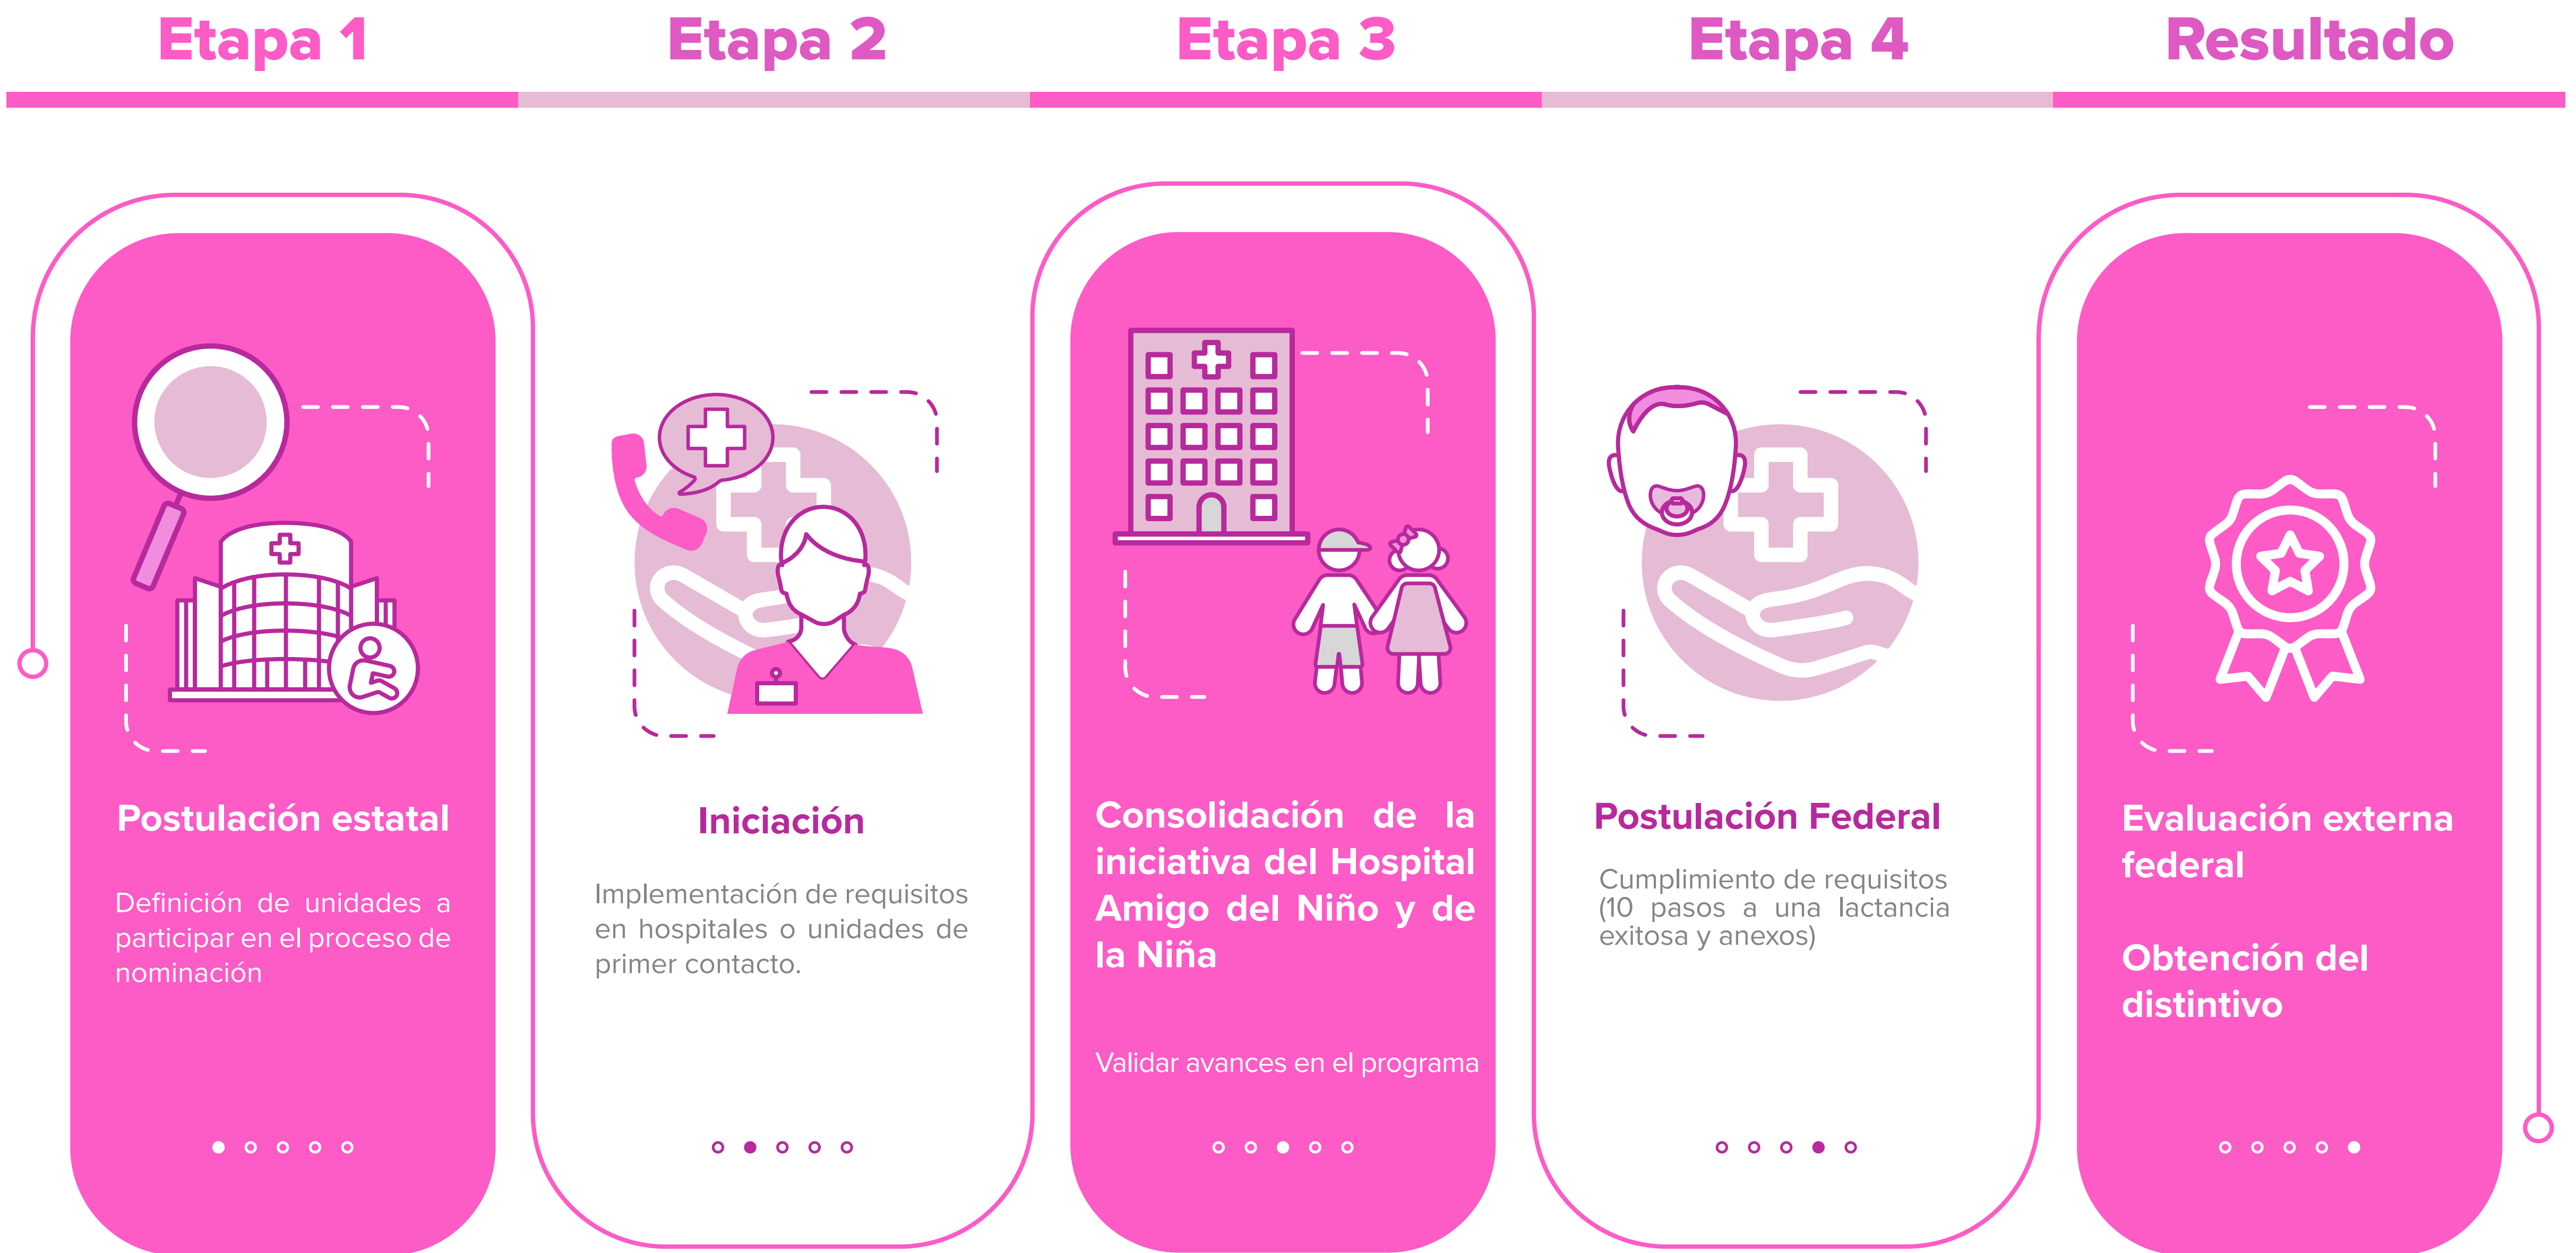 Etapa 1
Etapa 2
Etapa 3
Etapa 4
Resultado
Postulación estatal
Definición de unidades a
participar en el proceso de
nominación
Iniciación
Implementación de requisitos
en hospitales o unidades de
primer contacto.
Consolidación de la
iniciativa del Hospital
Amigo del Niño y de
la Niña
Validar avances en el programa
Postulación Federal
Cumplimiento de requisitos
(10 pasos a una lactancia
exitosa y anexos)
Evaluación externa
federal
Obtención del
distintivo